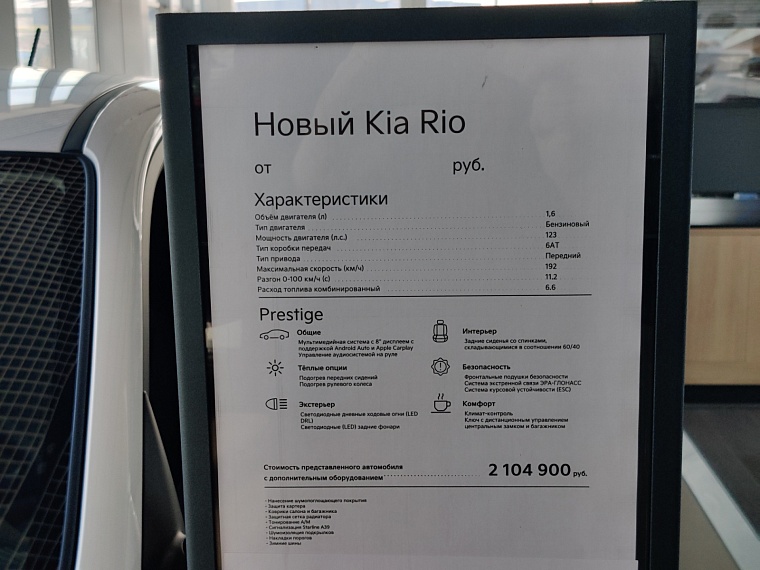 Новый Kia Rio
от руб.
Характеристики
Объём двигателя (л) 1,6
Тип двигателя Бензиновый
Мощность двигателя (л.с.) 123
Тип коробки передач 6АТ
Тип привода Передний
Максимальная скорость (км/ч) 192
Разгон 0-100 км/ч (с) 11.2
Расход топлива комбинированный 6.6
Prestige
Общие
Мультимедийная система с 8" дисплеем с
поддержкой Android Auto и Apple Carplay
Управление аудиосистемой на руле
Интерьер
Задние сиденья со спинками,
складывающимися в соотношении 60/40
Тёплые опции
Подогрев передних сидений
Подогрев рулевого колеса
Безопасность
Фронтальные подушки безопасности
Система экстренной связи ЭРА-ГЛОНАСС
Система курсовой устойчивости (ESC)
Экстерьер
Светодиодные дневные ходовые огни (LED
DRL)
Светодиодные (LED) задние фонари
Комфорт
Климат-контроль
Ключ с дистанционным управлением
центральным замком и багажником
Стоимость представленного автомобиля
с дополнительным оборудованием 2 104 900 руб.
- Нанесение шумопоглощающего покрытия
- Защита картера
- Коврики салона и багажника
- Защитная сетка радиатора
- Тонирование А/М
- Сигнализация Starline A39
- Шумоизоляция подкрылков
- Накладки порогов
- Зимние шины